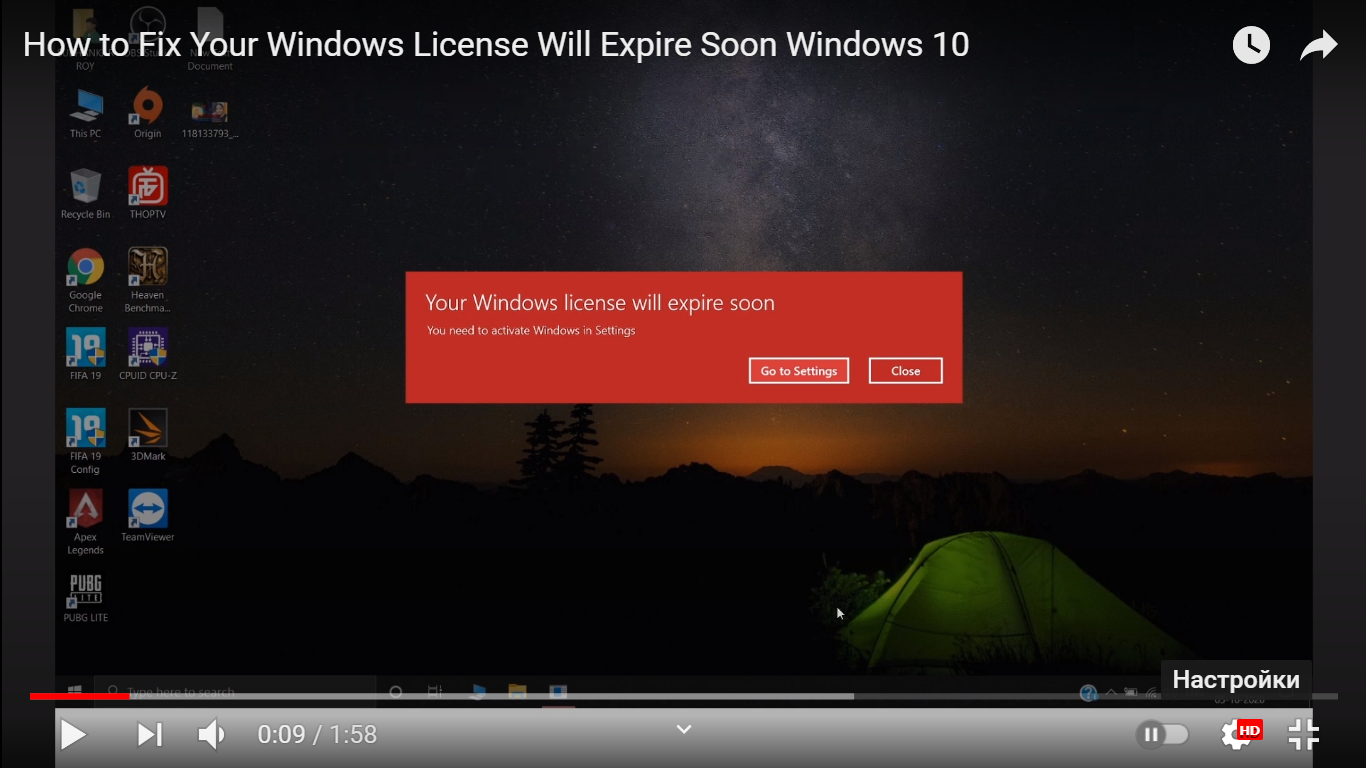 How to Fix Your Windows License Will Expire Soon Windows 10
ROY
Document
This PC
Origin
118133793_...
Recycle Bin
THOPTV
Google
Chrome
Heaven
Benchma...
FIFA 19
CPUID CPU-Z
FIFA 19
Config
3DMark
Apex
Legends
TeamViewer
PUBG
LITE
PUBG LITE
Your Windows license will expire soon
You need to activate Windows in Settings
Go to Settings
Close
Type here to search
Настройки
0:09 / 1:58
HD